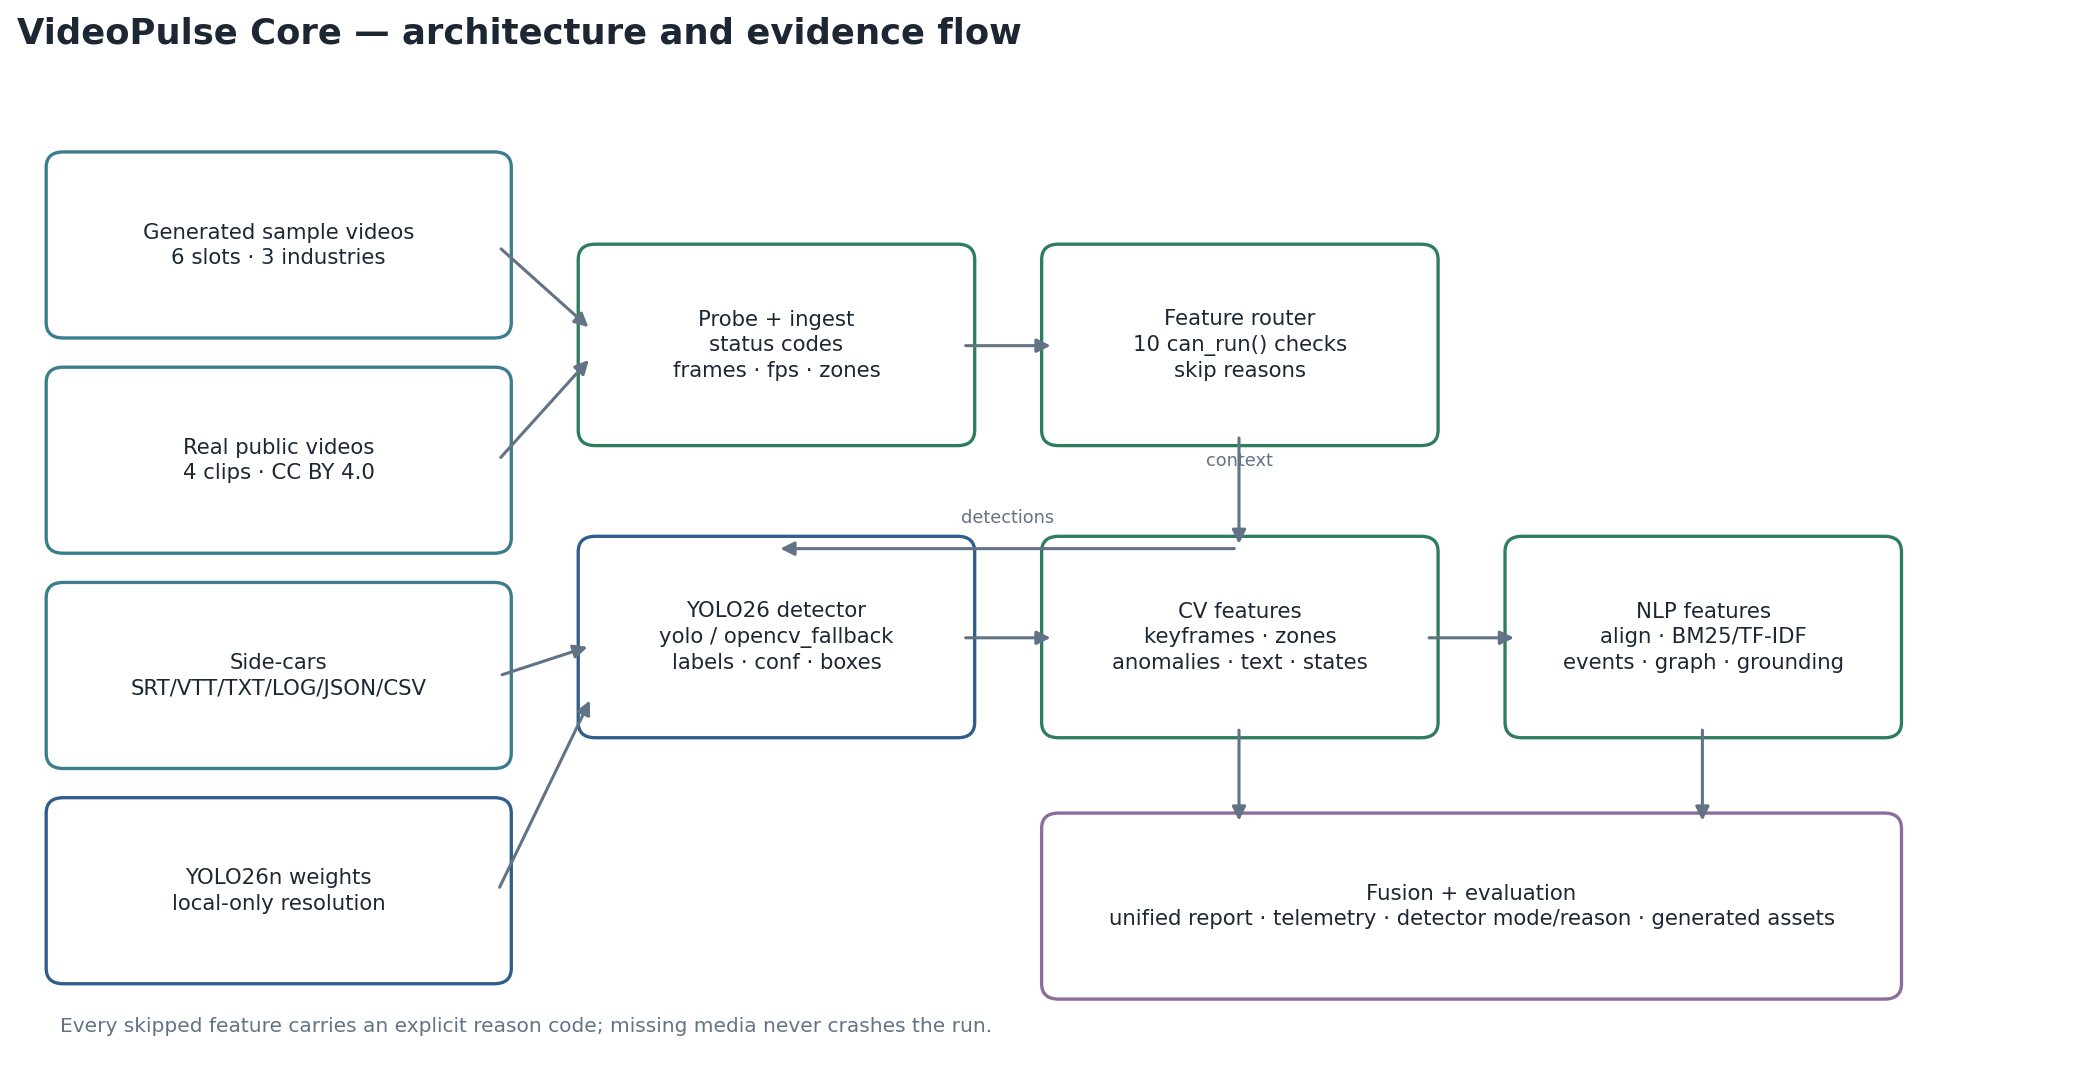 VideoPulse Core — architecture and evidence flow
Generated sample videos
6 slots · 3 industries
Probe + ingest
status codes
frames · fps · zones
Feature router
10 can_run() checks
skip reasons
Real public videos
4 clips · CC BY 4.0
context
detections
Side-cars
SRT/VTT/TXT/LOG/JSON/CSV
YOLO26 detector
yolo / opencv_fallback
labels · conf · boxes
CV features
keyframes · zones
anomalies · text · states
NLP features
align · BM25/TF-IDF
events · graph · grounding
YOLO26n weights
local-only resolution
Fusion + evaluation
unified report · telemetry · detector mode/reason · generated assets
Every skipped feature carries an explicit reason code; missing media never crashes the run.